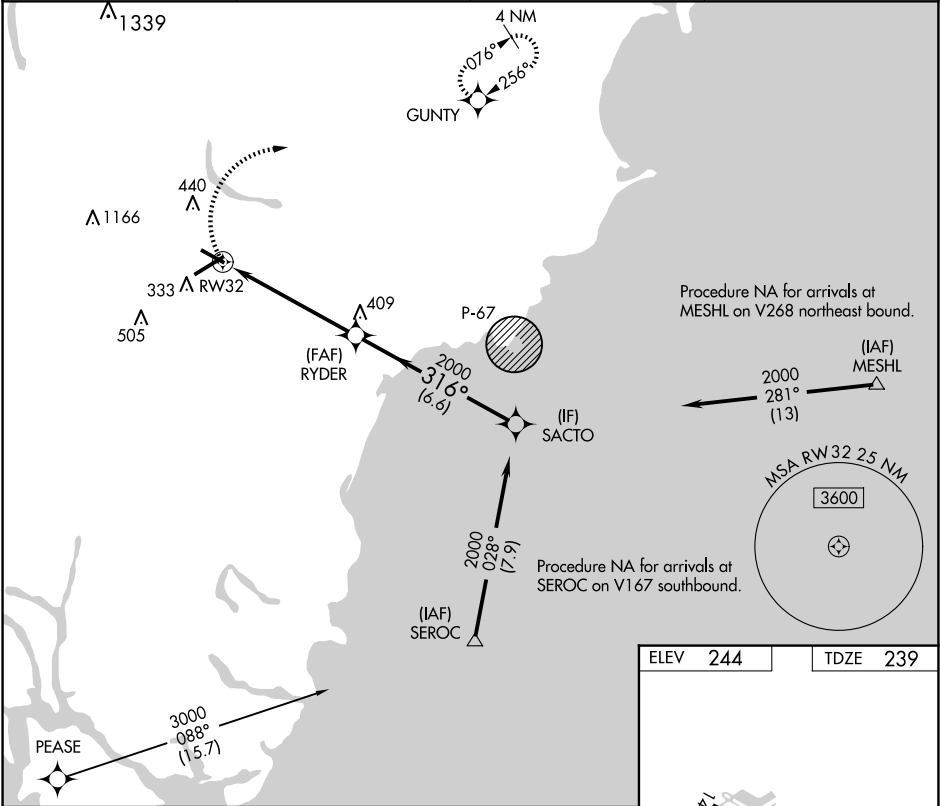 1339
4 NM
076°
256°
GUNTY
440
1166
333
RW32
505
409
P-67
(FAF)
RYDER
2000
316°
(6.6)
(IF)
SACTO
Procedure NA for arrivals at
MESHL on V268 northeast bound.
(IAF)
MESHL
2000
281°
(13)
MSA RW32 25 NM
3600
2000
028°
(7.9)
Procedure NA for arrivals at
SEROC on V167 southbound.
(IAF)
SEROC
3000
088°
(15.7)
PEASE
ELEV 244
TDZE 239